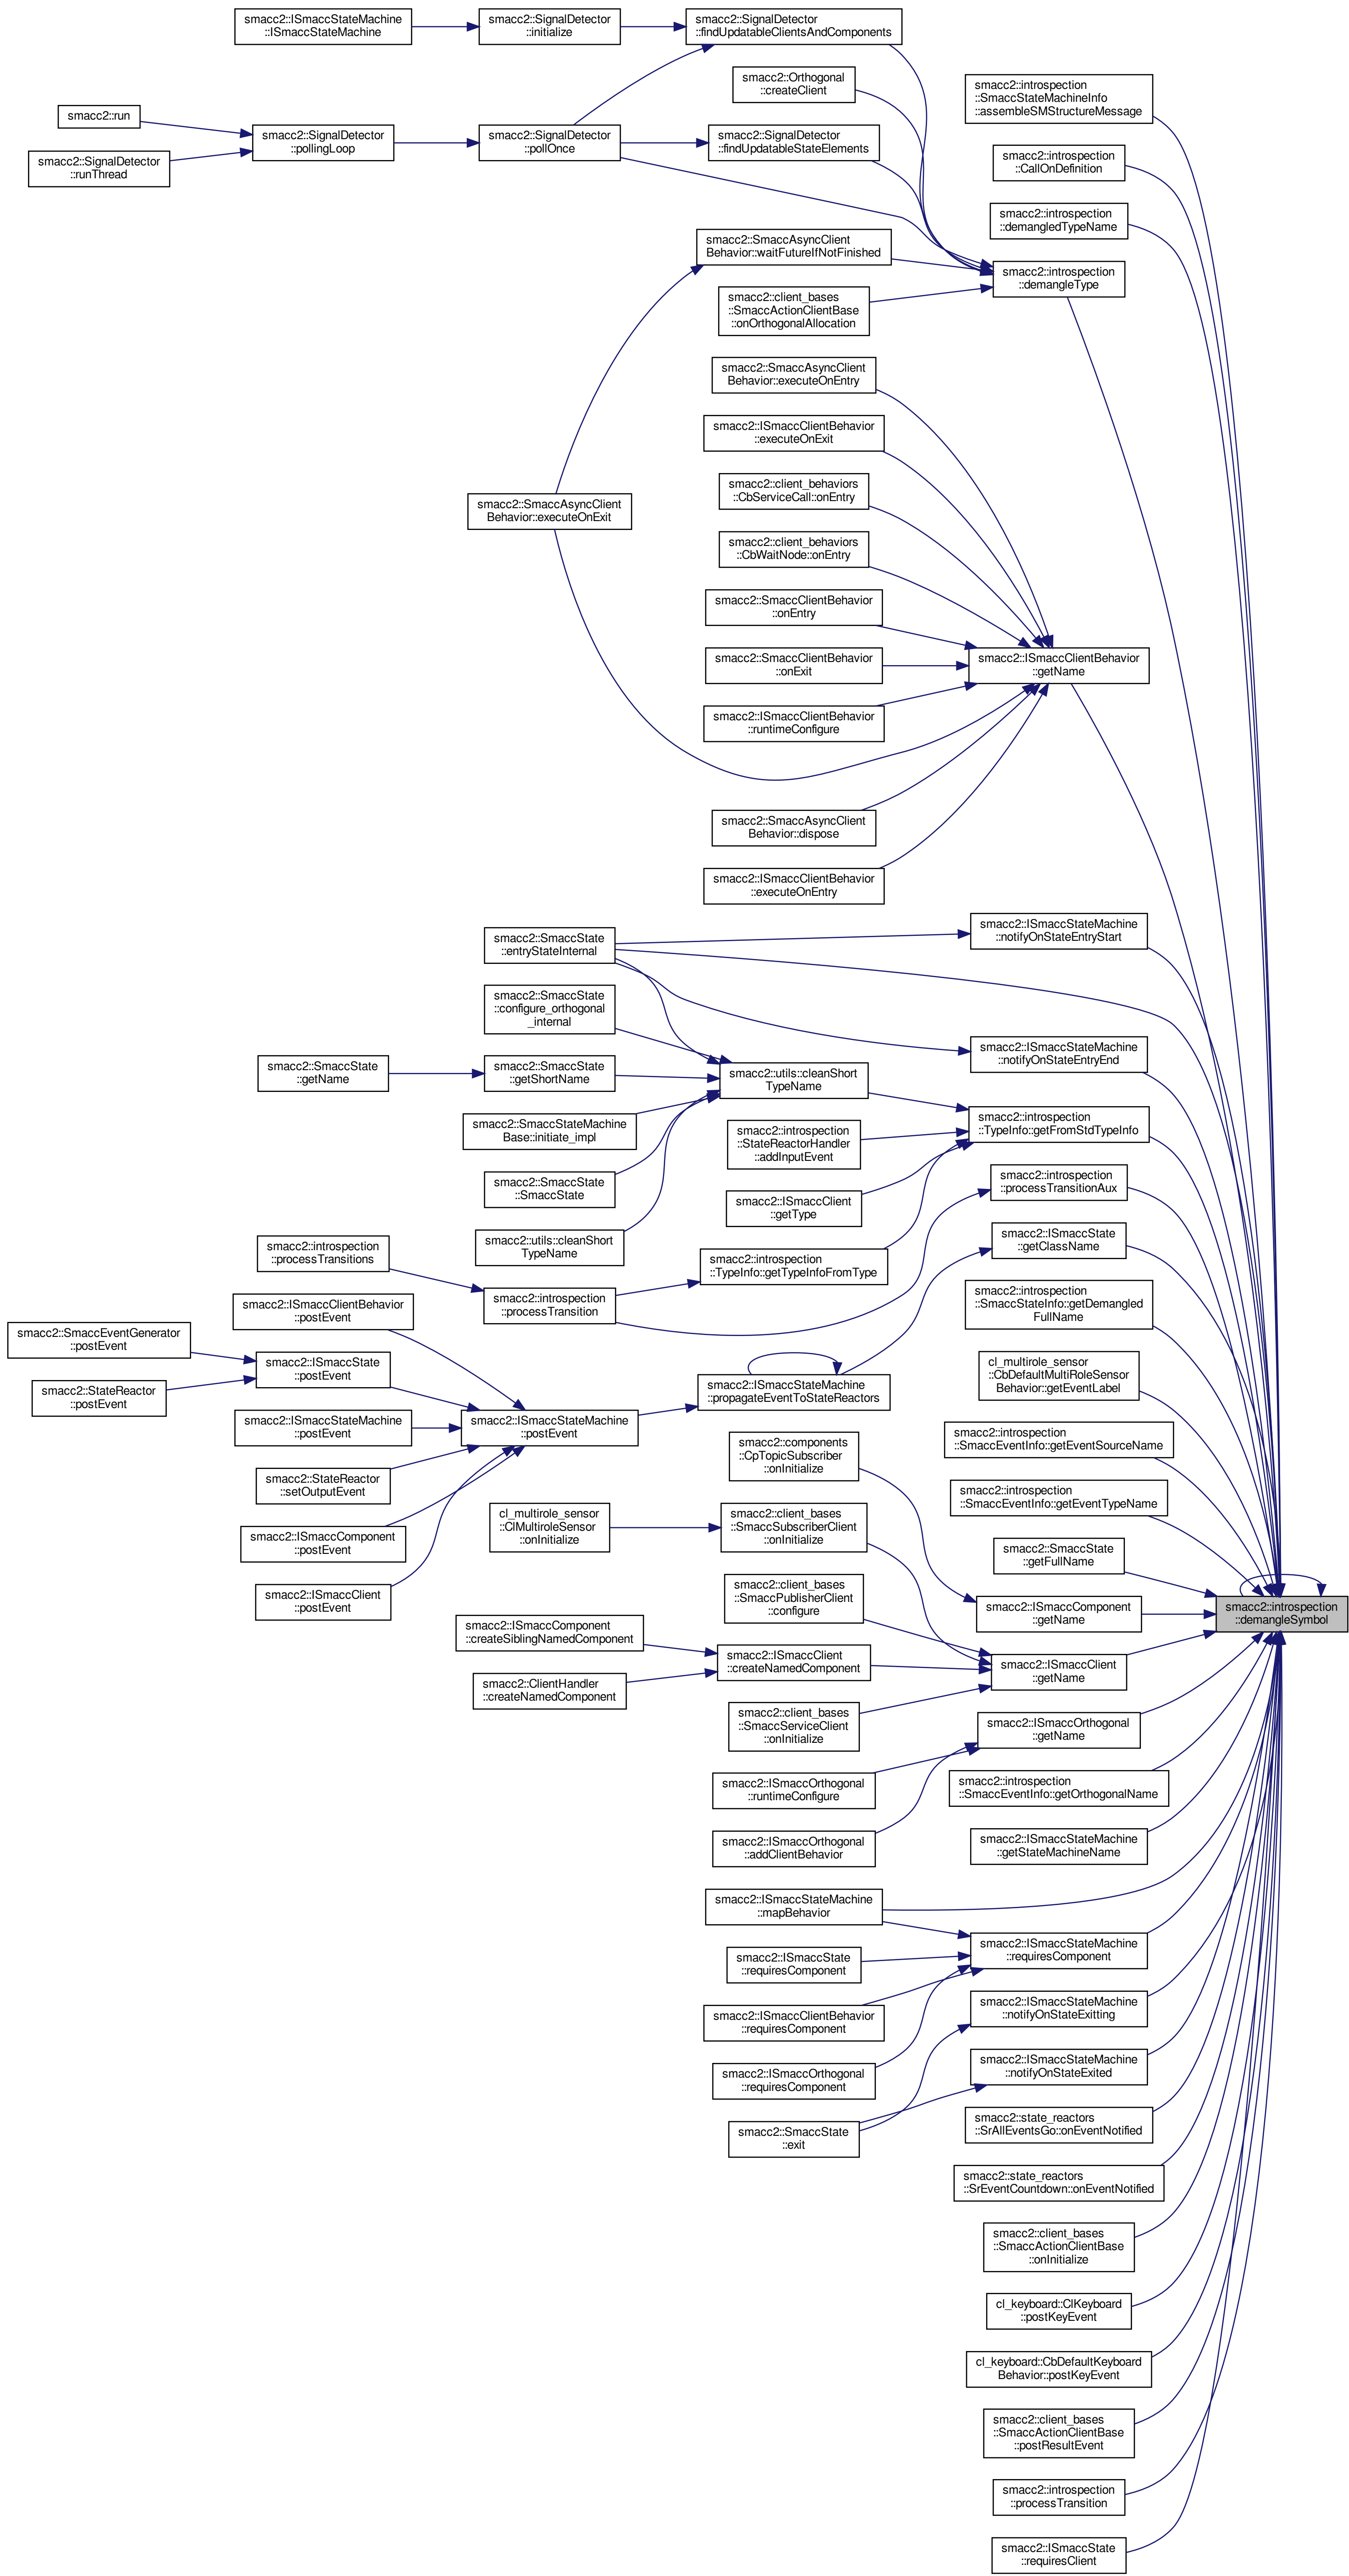 smacc2::ISmaccStateMachine
::ISmaccStateMachine
smacc2::SignalDetector
::initialize
smacc2::SignalDetector
::findUpdatableClientsAndComponents
smacc2::Orthogonal
::createClient
smacc2::introspection
::SmaccStateMachineInfo
::assembleSMStructureMessage
smacc2::run
smacc2::SignalDetector
::pollingLoop
smacc2::SignalDetector
::pollOnce
smacc2::SignalDetector
::findUpdatableStateElements
smacc2::introspection
::CallOnDefinition
smacc2::SignalDetector
::runThread
smacc2::introspection
::demangledTypeName
smacc2::SmaccAsyncClient
Behavior::waitFutureIfNotFinished
smacc2::introspection
::demangleType
smacc2::client_bases
::SmaccActionClientBase
::onOrthogonalAllocation
smacc2::SmaccAsyncClient
Behavior::executeOnEntry
smacc2::ISmaccClientBehavior
::executeOnExit
smacc2::client_behaviors
::CbServiceCall::onEntry
smacc2::SmaccAsyncClient
Behavior::executeOnExit
smacc2::client_behaviors
::CbWaitNode::onEntry
smacc2::SmaccClientBehavior
::onEntry
smacc2::SmaccClientBehavior
::onExit
smacc2::ISmaccClientBehavior
::getName
smacc2::ISmaccClientBehavior
::runtimeConfigure
smacc2::SmaccAsyncClient
Behavior::dispose
smacc2::ISmaccClientBehavior
::executeOnEntry
smacc2::SmaccState
::entryStateInternal
smacc2::ISmaccStateMachine
::notifyOnStateEntryStart
smacc2::SmaccState
::configure_orthogonal
_internal
smacc2::ISmaccStateMachine
::notifyOnStateEntryEnd
smacc2::SmaccState
::getName
smacc2::SmaccState
::getShortName
smacc2::utils::cleanShort
TypeName
smacc2::SmaccStateMachine
Base::initiate_impl
smacc2::introspection
::StateReactorHandler
::addInputEvent
smacc2::introspection
::TypeInfo::getFromStdTypeInfo
smacc2::SmaccState
::SmaccState
smacc2::ISmaccClient
::getType
smacc2::introspection
::processTransitionAux
smacc2::utils::cleanShort
TypeName
smacc2::ISmaccState
::getClassName
smacc2::introspection
::processTransitions
smacc2::introspection
::processTransition
smacc2::introspection
::TypeInfo::getTypeInfoFromType
smacc2::introspection
::SmaccStateInfo::getDemangled
FullName
smacc2::ISmaccClientBehavior
::postEvent
smacc2::SmaccEventGenerator
::postEvent
smacc2::ISmaccState
::postEvent
smacc2::StateReactor
::postEvent
smacc2::ISmaccStateMachine
::propagateEventToStateReactors
cl_multirole_sensor
::CbDefaultMultiRoleSensor
Behavior::getEventLabel
smacc2::ISmaccStateMachine
::postEvent
smacc2::ISmaccStateMachine
::postEvent
smacc2::introspection
::SmaccEventInfo::getEventSourceName
smacc2::StateReactor
::setOutputEvent
smacc2::components
::CpTopicSubscriber
::onInitialize
smacc2::introspection
::SmaccEventInfo::getEventTypeName
smacc2::ISmaccComponent
::postEvent
cl_multirole_sensor
::ClMultiroleSensor
::onInitialize
smacc2::client_bases
::SmaccSubscriberClient
::onInitialize
smacc2::SmaccState
::getFullName
smacc2::ISmaccClient
::postEvent
smacc2::client_bases
::SmaccPublisherClient
::configure
smacc2::ISmaccComponent
::getName
smacc2::introspection
::demangleSymbol
smacc2::ISmaccComponent
::createSiblingNamedComponent
smacc2::ISmaccClient
::createNamedComponent
smacc2::ISmaccClient
::getName
smacc2::ClientHandler
::createNamedComponent
smacc2::client_bases
::SmaccServiceClient
::onInitialize
smacc2::ISmaccOrthogonal
::getName
smacc2::ISmaccOrthogonal
::runtimeConfigure
smacc2::introspection
::SmaccEventInfo::getOrthogonalName
smacc2::ISmaccOrthogonal
::addClientBehavior
smacc2::ISmaccStateMachine
::getStateMachineName
smacc2::ISmaccStateMachine
::mapBehavior
smacc2::ISmaccState
::requiresComponent
smacc2::ISmaccStateMachine
::requiresComponent
smacc2::ISmaccClientBehavior
::requiresComponent
smacc2::ISmaccStateMachine
::notifyOnStateExitting
smacc2::ISmaccOrthogonal
::requiresComponent
smacc2::ISmaccStateMachine
::notifyOnStateExited
smacc2::SmaccState
::exit
smacc2::state_reactors
::SrAllEventsGo::onEventNotified
smacc2::state_reactors
::SrEventCountdown::onEventNotified
smacc2::client_bases
::SmaccActionClientBase
::onInitialize
cl_keyboard::ClKeyboard
::postKeyEvent
cl_keyboard::CbDefaultKeyboard
Behavior::postKeyEvent
smacc2::client_bases
::SmaccActionClientBase
::postResultEvent
smacc2::introspection
::processTransition
smacc2::ISmaccState
::requiresClient